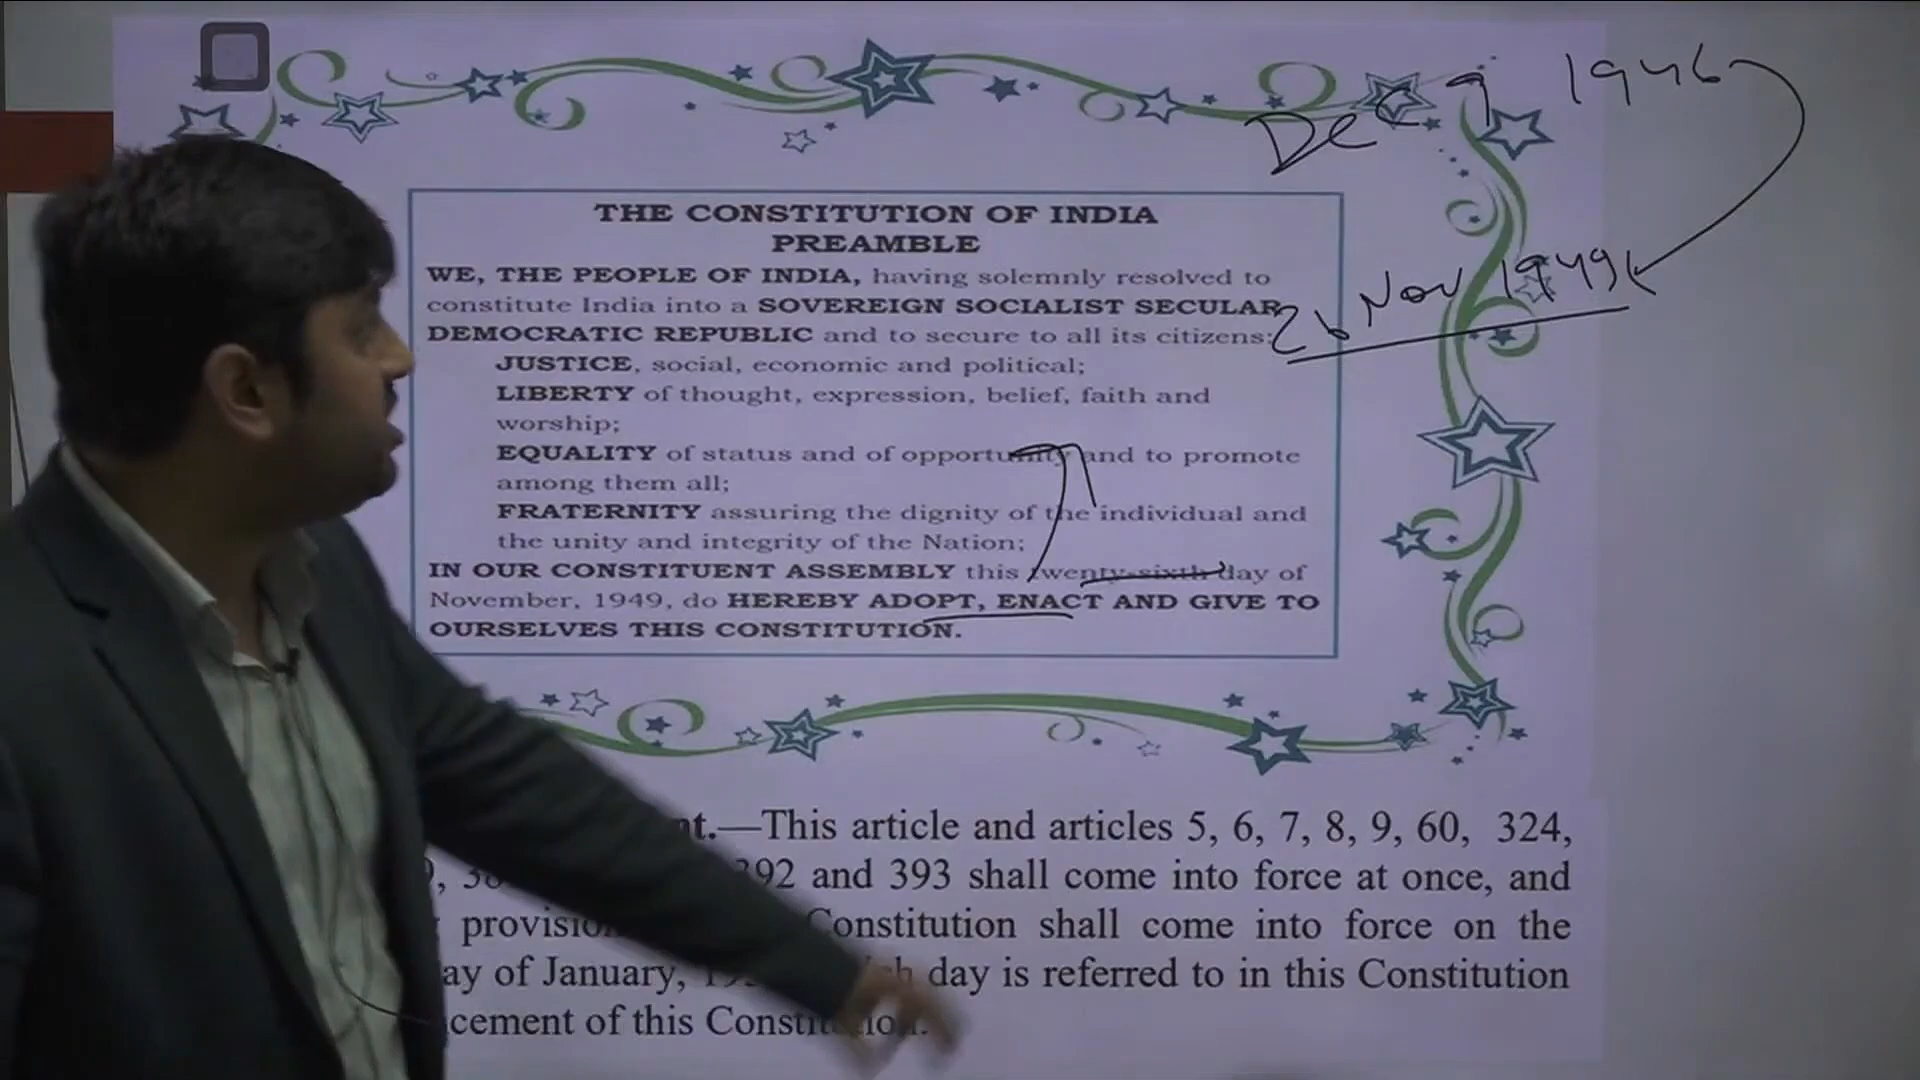 Dec 9 1946
THE CONSTITUTION OF INDIA
PREAMBLE
WE, THE PEOPLE OF INDIA, having solemnly resolved to
constitute India into a SOVEREIGN SOCIALIST SECULAR
DEMOCRATIC REPUBLIC and to secure to all its citizens:
26 Nov 1949
JUSTICE, social, economic and political;
LIBERTY of thought, expression, belief, faith and
worship;
EQUALITY of status and of opportunity and to promote
among them all;
FRATERNITY assuring the dignity of the individual and
the unity and integrity of the Nation;
IN OUR CONSTITUENT ASSEMBLY this twenty-sixth day of
November, 1949, do HEREBY ADOPT, ENACT AND GIVE TO
OURSELVES THIS CONSTITUTION.
—This article and articles 5, 6, 7, 8, 9, 60, 324,
392 and 393 shall come into force at once, and
Constitution shall come into force on the
of January, day is referred to in this Constitution
of this Constitution.